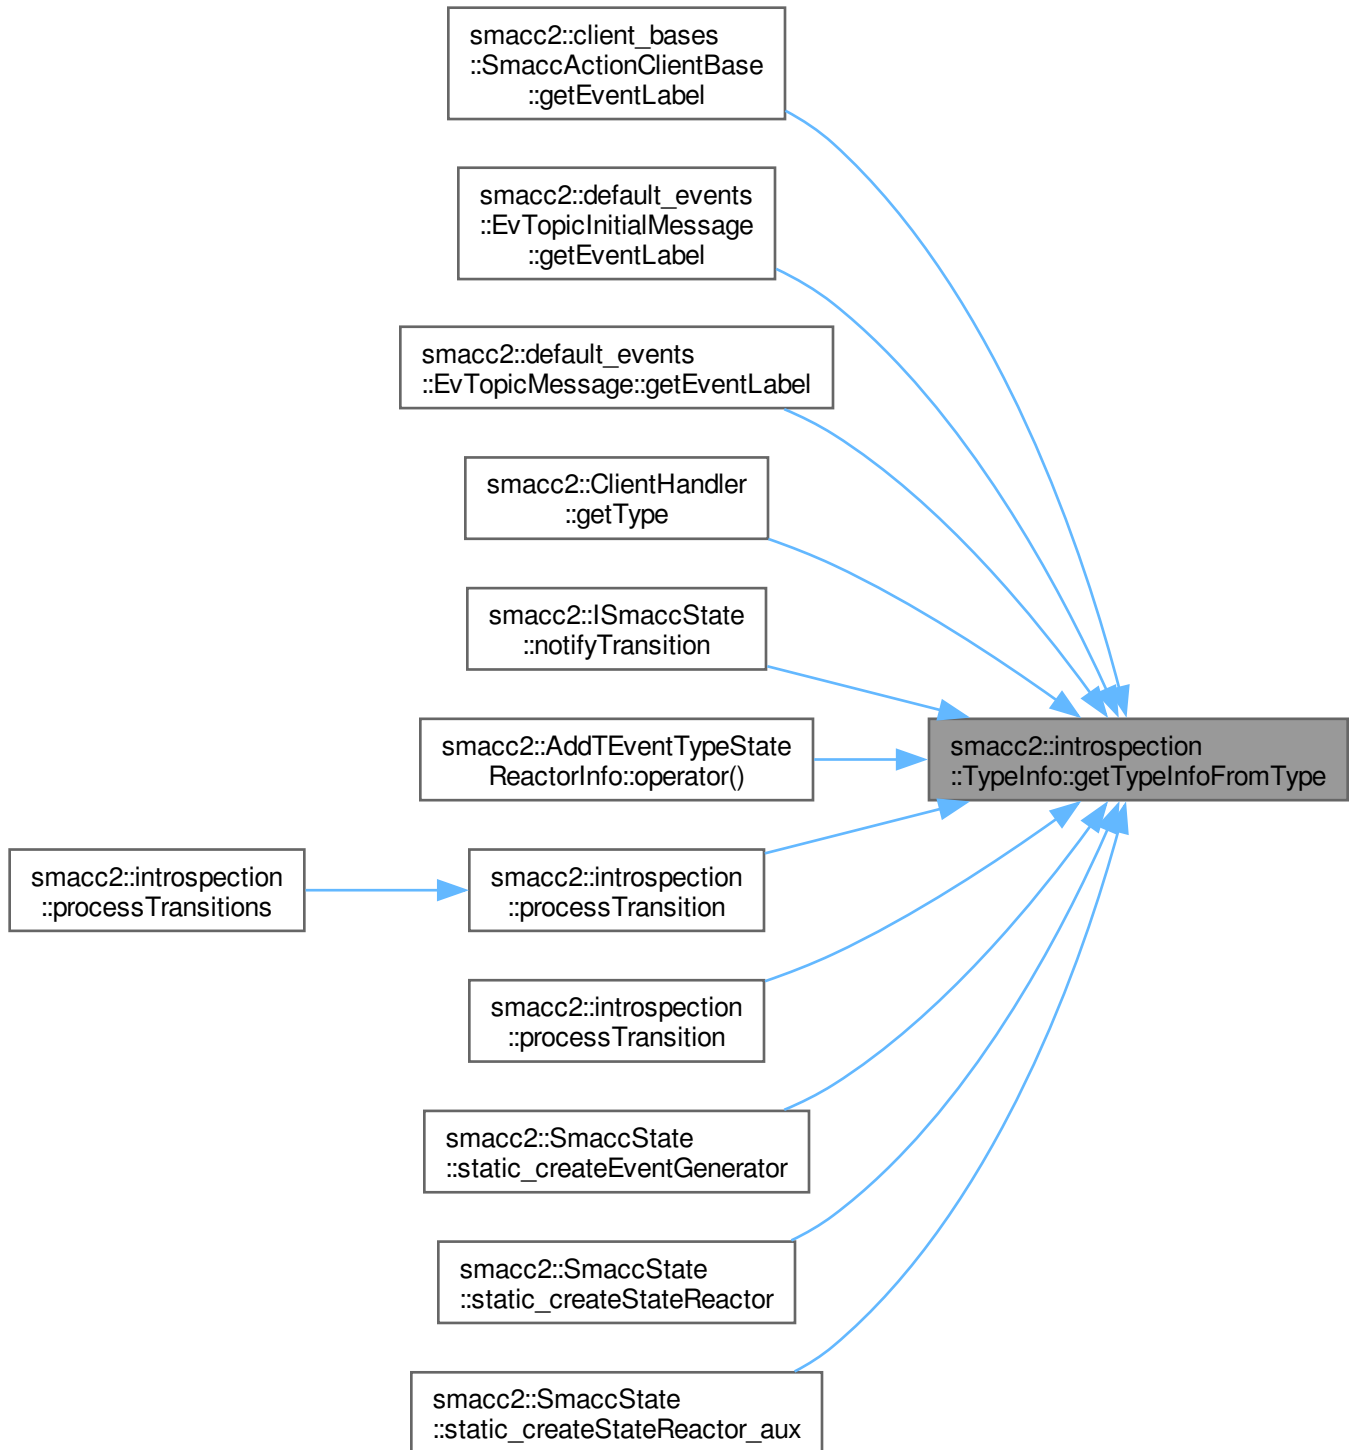 smacc2::client_bases
::SmaccActionClientBase
::getEventLabel
smacc2::default_events
::EvTopicInitialMessage
::getEventLabel
smacc2::default_events
::EvTopicMessage::getEventLabel
smacc2::ClientHandler
::getType
smacc2::ISmaccState
::notifyTransition
smacc2::AddTEventTypeState
ReactorInfo::operator()
smacc2::introspection
::TypeInfo::getTypeInfoFromType
smacc2::introspection
::processTransitions
smacc2::introspection
::processTransition
smacc2::introspection
::processTransition
smacc2::SmaccState
::static_createEventGenerator
smacc2::SmaccState
::static_createStateReactor
smacc2::SmaccState
::static_createStateReactor_aux